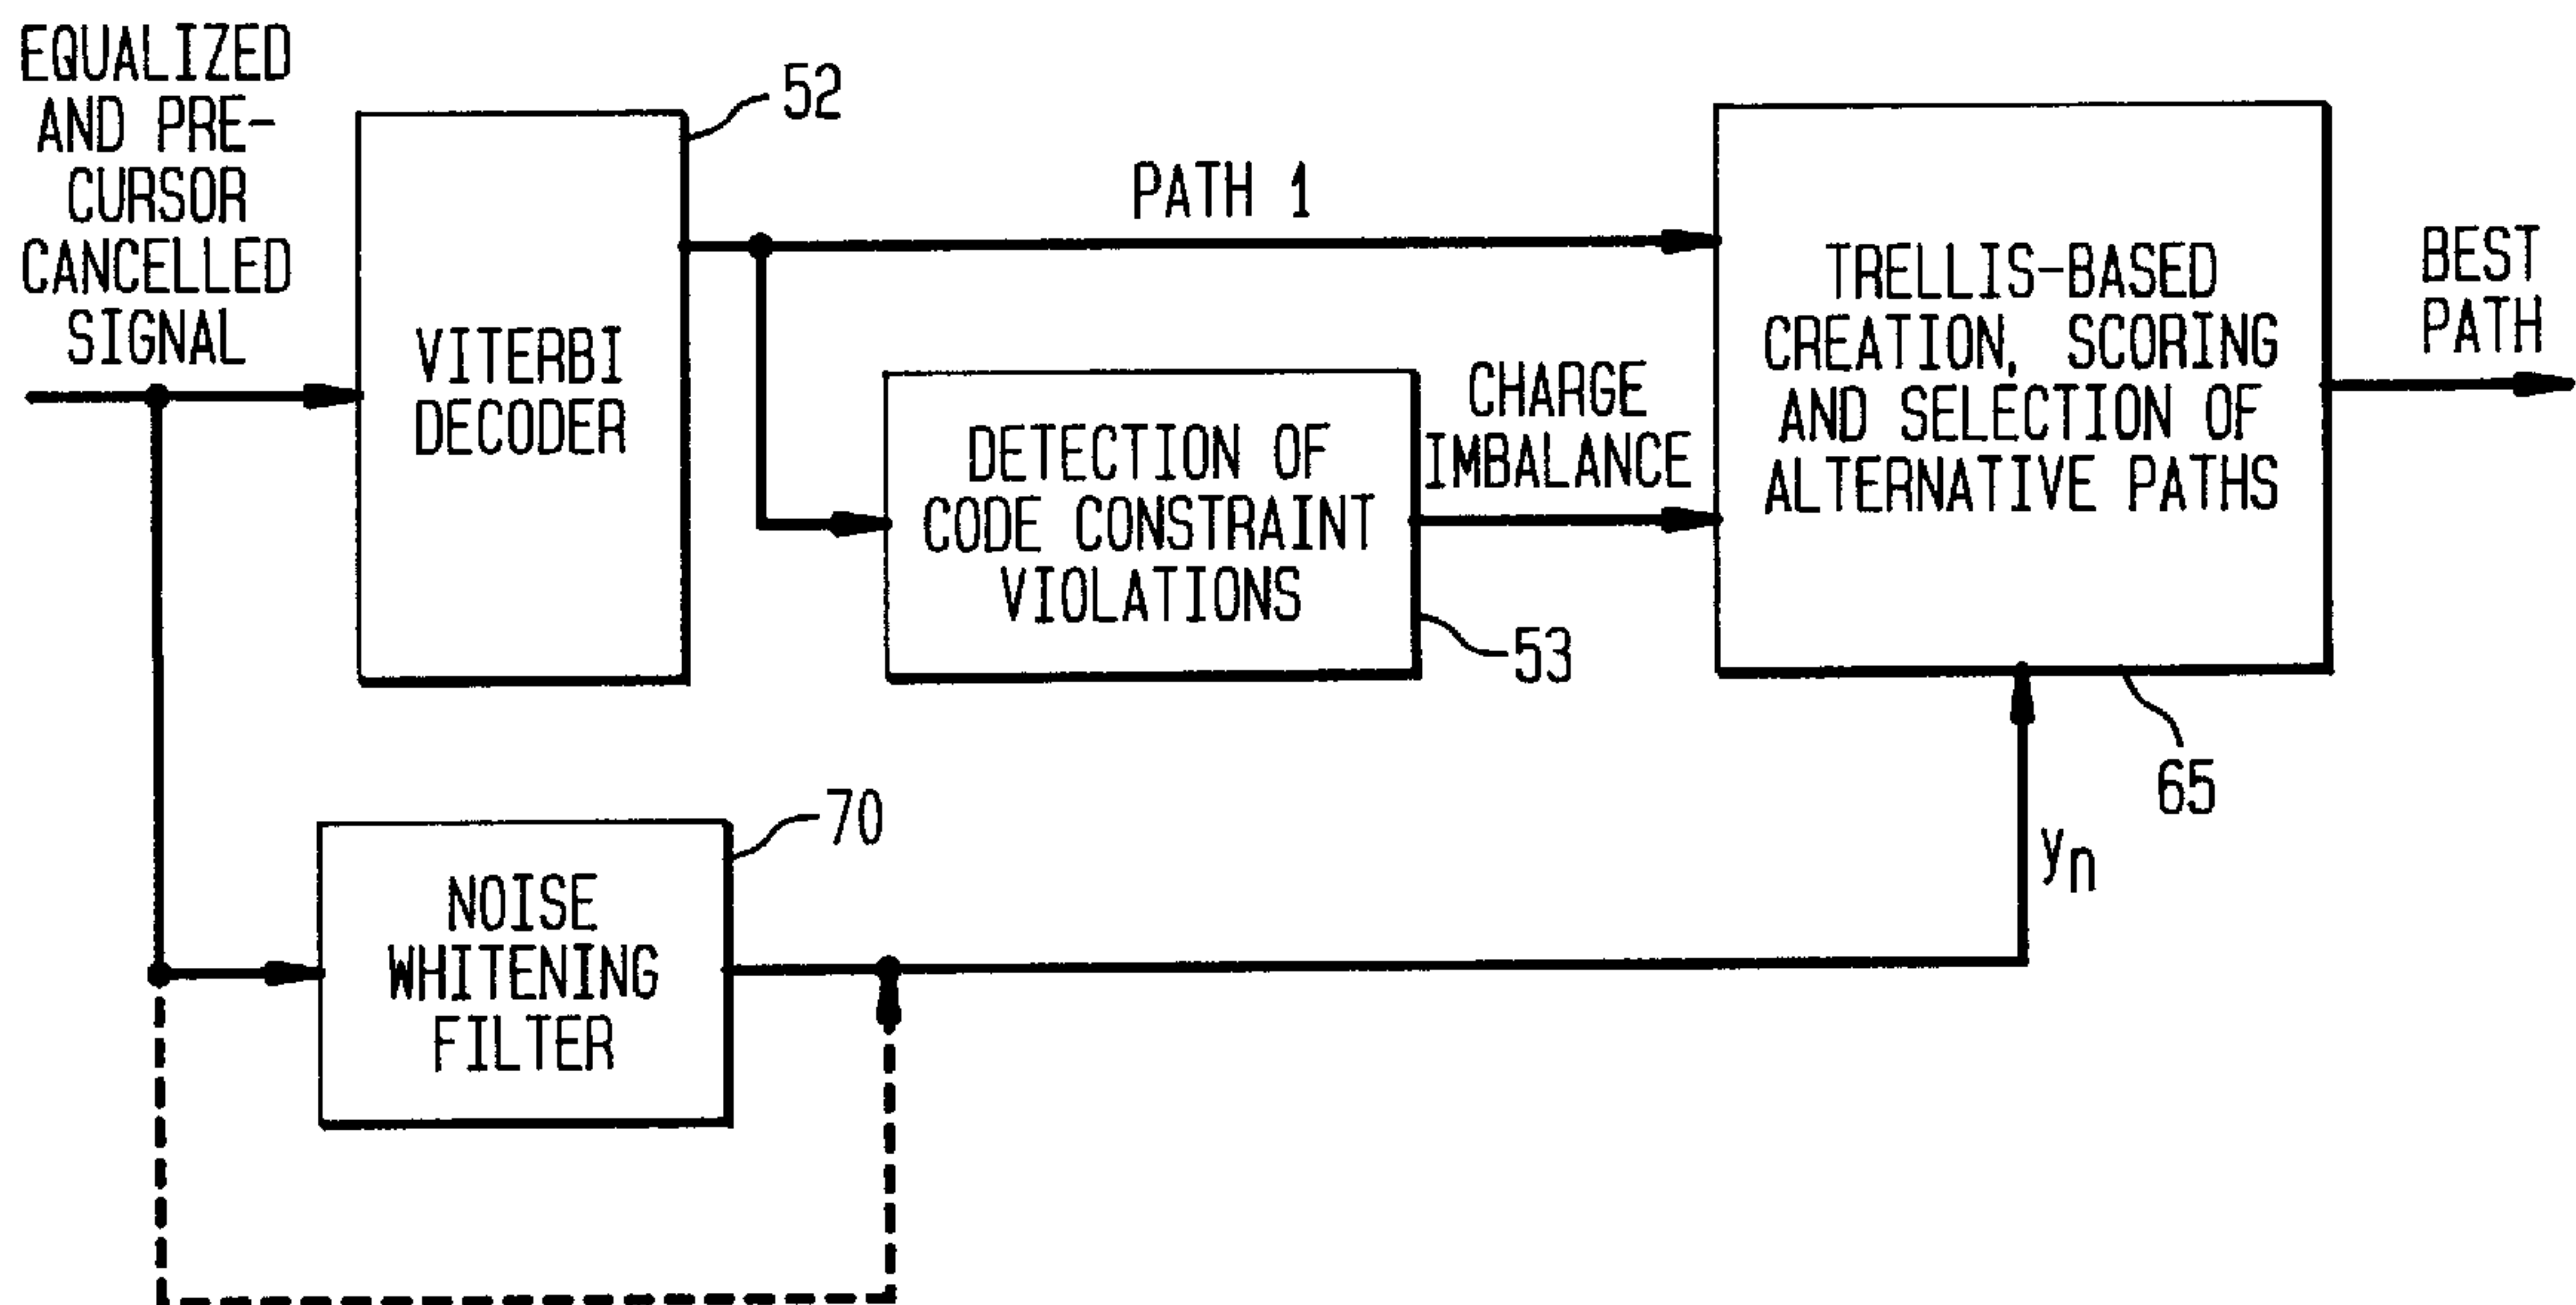 EQUALIZED
AND PRE-
CURSOR
CANCELLED
SIGNAL
52
VITERBI
DECODER
PATH 1
DETECTION OF
CODE CONSTRAINT
VIOLATIONS
53
CHARGE
IMBALANCE
TRELLIS-BASED
CREATION, SCORING
AND SELECTION OF
ALTERNATIVE PATHS
65
BEST
PATH
70
NOISE
WHITENING
FILTER
yn